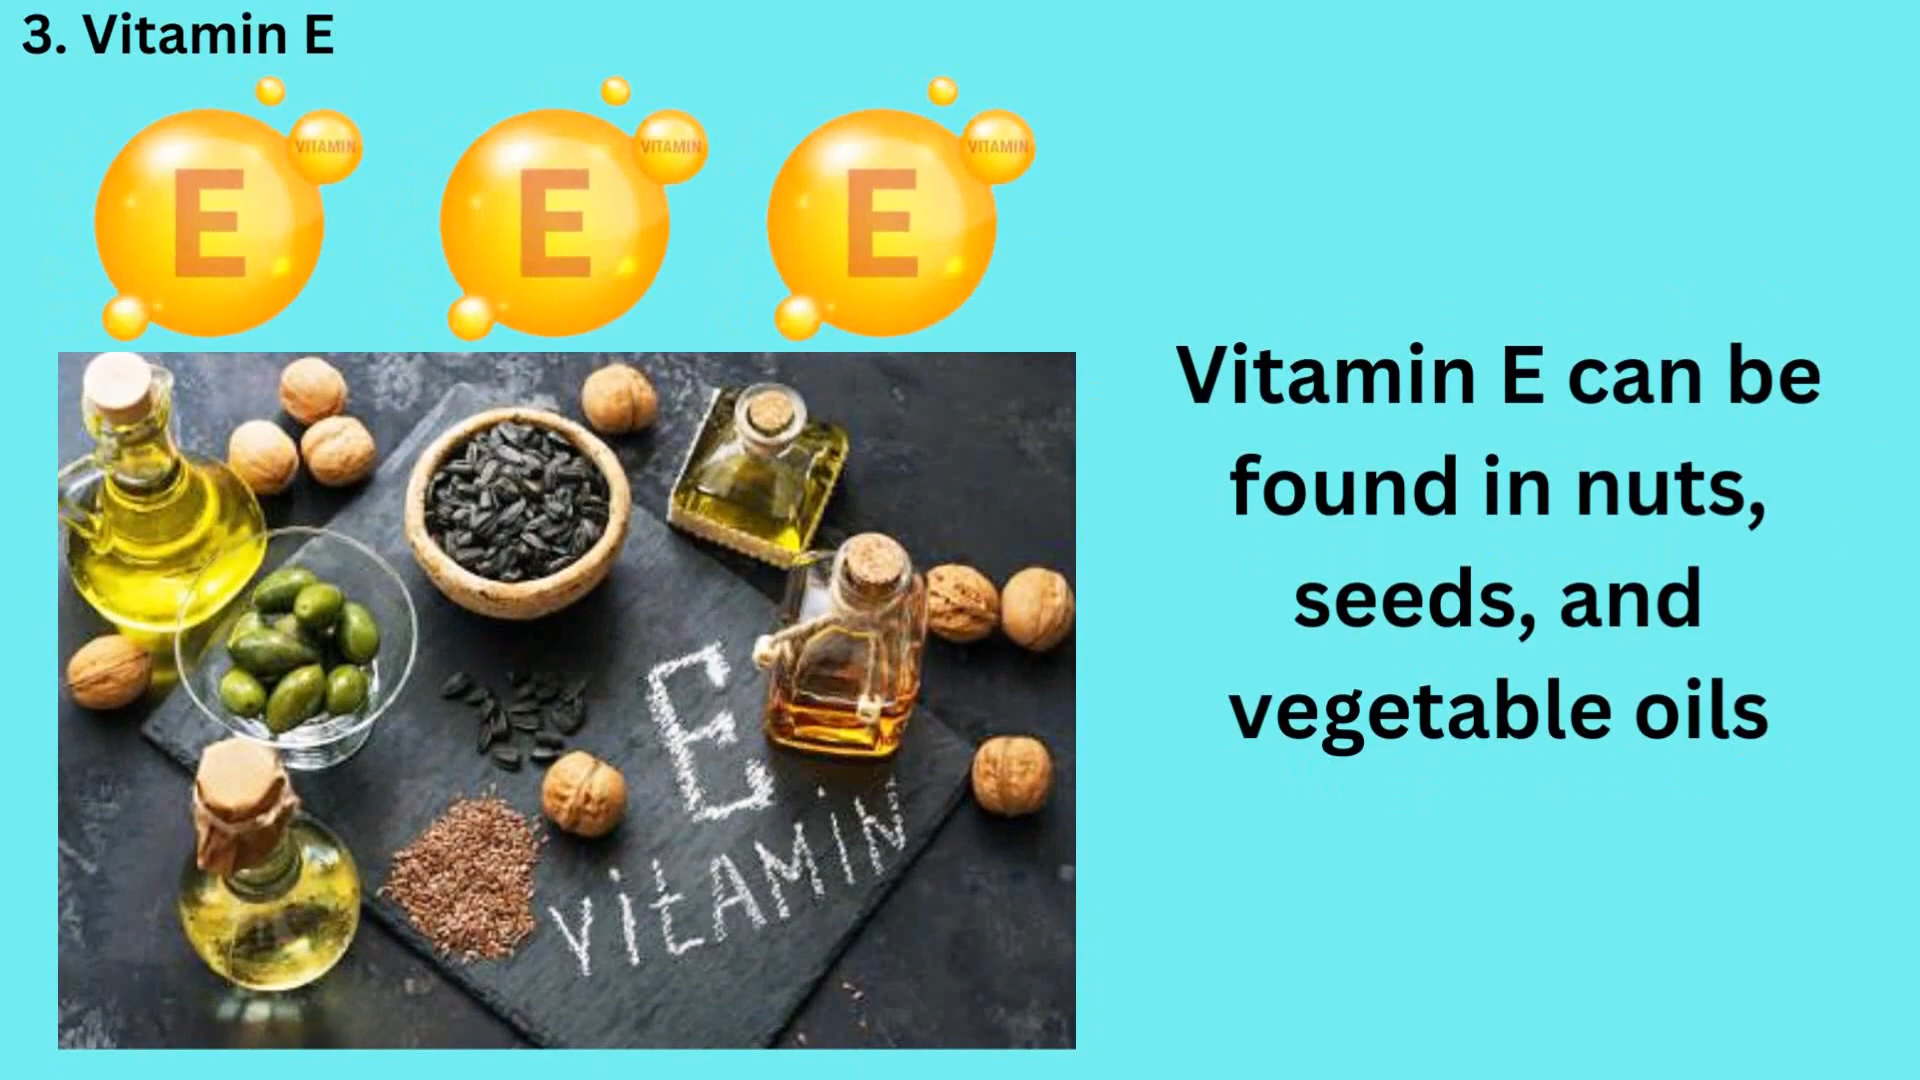 3. Vitamin E
VITAMIN
VITAMIN
VITAMIN
E
E
E
Vitamin E can be
found in nuts,
seeds, and
vegetable oils
E
ViTAMiN